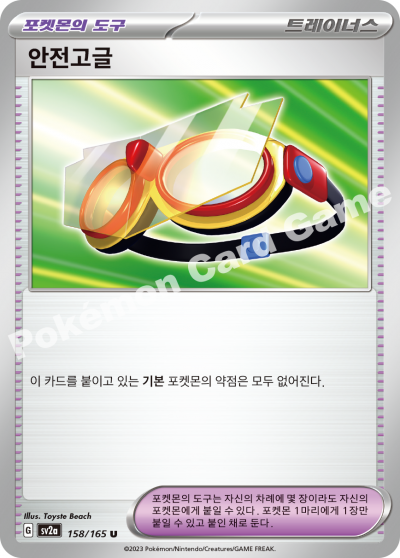 포켓몬의 도구 트레이너스
안전고글
Pokémon Card Game
이 카드를 붙이고 있는 기본 포켓몬의 약점은 모두 없어진다.
Illus. Toyste Beach
G sv2a 158/165 U
포켓몬의 도구는 자신의 차례에 몇 장이라도 자신의
포켓몬에게 붙일 수 있다. 포켓몬 1마리에게 1장만
붙일 수 있고 붙인 채로 둔다.
©2023 Pokémon/Nintendo/Creatures/GAME FREAK.